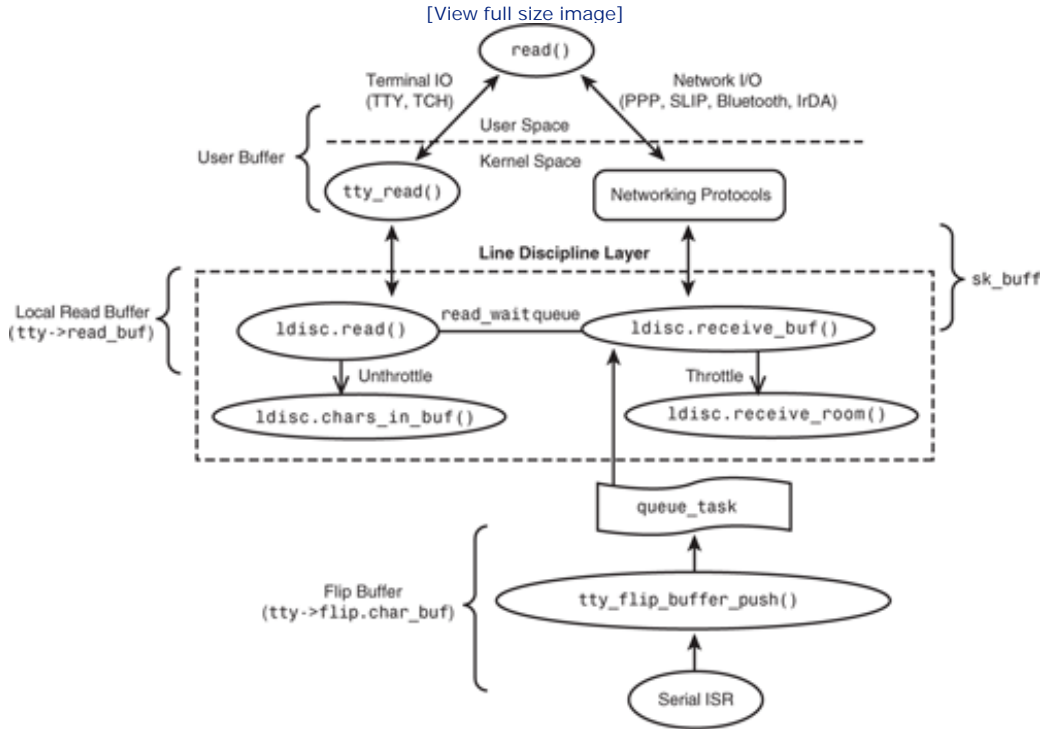 [View full size image]
read()
Terminal IO
(TTY, TCH)
Network I/O
(PPP, SLIP, Bluetooth, IrDA)
User Space
User Buffer
Kernel Space
tty_read()
Networking Protocols
Line Discipline Layer
sk_buff
Local Read Buffer
(tty->read_buf)
ldisc.read()
read_wait queue
ldisc.receive_buf()
Unthrottle
Throttle
ldisc.chars_in_buf()
ldisc.receive_room()
queue_task
Flip Buffer
(tty->flip.char_buf)
tty_flip_buffer_push()
Serial ISR